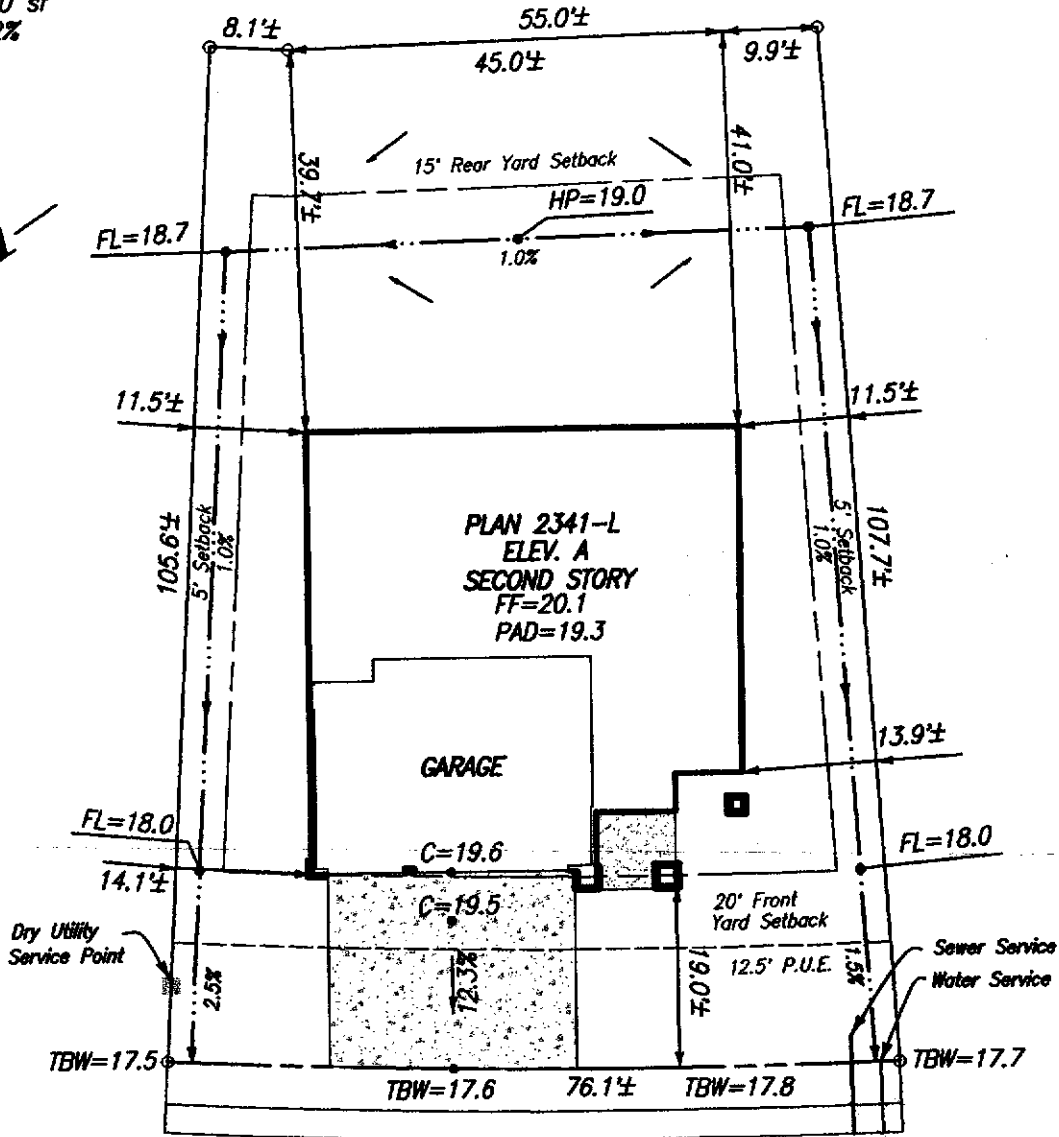 0 sf
2%
8.1'±
55.0'±
45.0'±
9.9'±
39.7'±
41.0'±
15' Rear Yard Setback
HP=19.0
FL=18.7
FL=18.7
1.0%
11.5'±
11.5'±
105.6'±
5' Setback
1.0%
5' Setback
1.0%
107.7'±
PLAN 2341-L
ELEV. A
SECOND STORY
FF=20.1
PAD=19.3
13.9'±
GARAGE
FL=18.0
C=19.6
FL=18.0
14.1'±
C=19.5
20' Front
Yard Setback
Dry Utility
Service Point
12.5' P.U.E.
Sewer Service
Water Service
2.5%
12.3%
19.0'±
1.5%
TBW=17.5
TBW=17.6
76.1'±
TBW=17.8
TBW=17.7